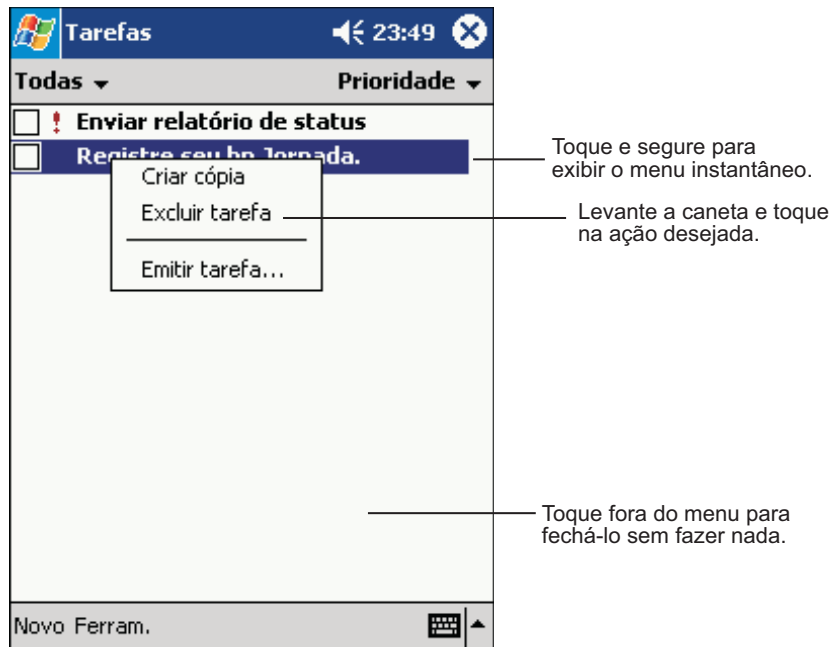 Tarefas 23:49
Todas Prioridade
! Enviar relatório de status
Registre seu hp Jornada.
Criar cópia
Excluir tarefa
Emitir tarefa...
Toque e segure para
exibir o menu instantâneo.
Levante a caneta e toque
na ação desejada.
Toque fora do menu para
fechá-lo sem fazer nada.
Novo Ferram.